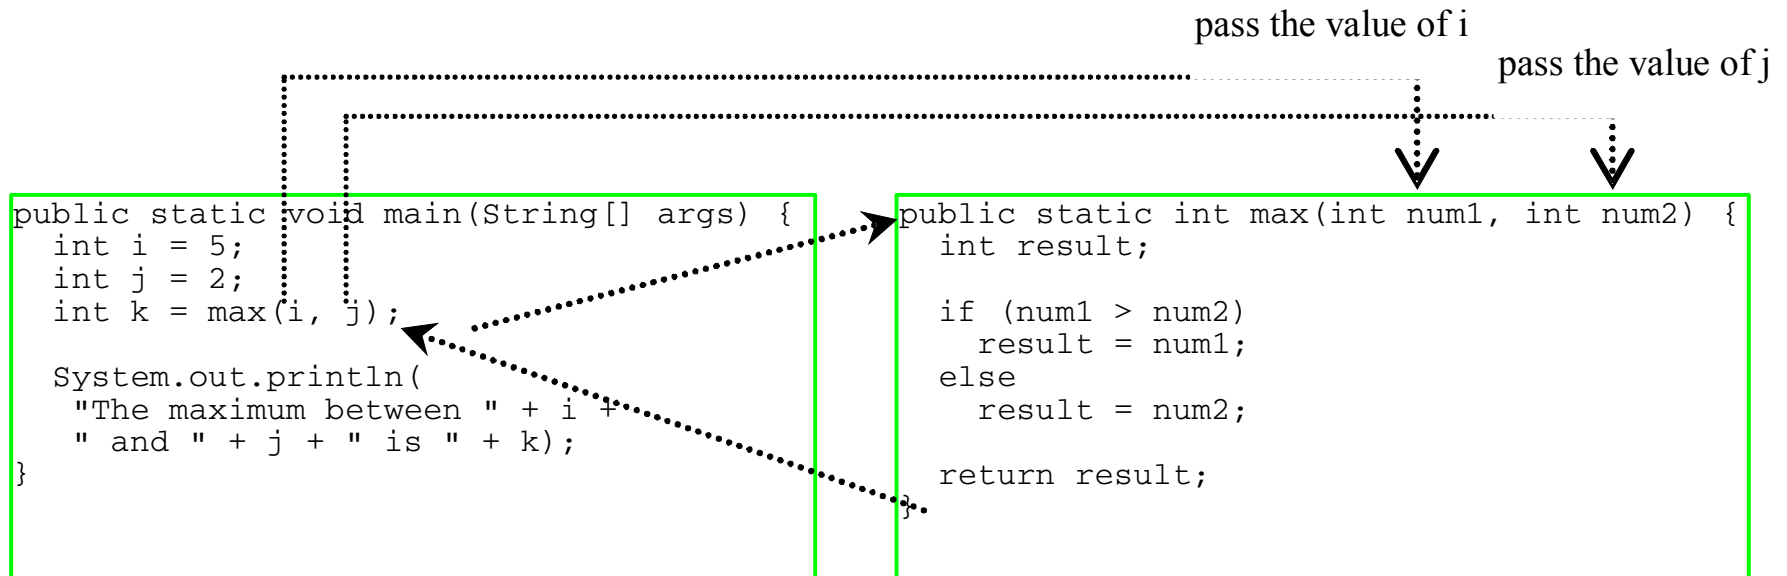 pass the value of i
pass the value of j
public static void main(String[] args) {
  int i = 5;
  int j = 2;
  int k = max(i, j);
  System.out.println(
   "The maximum between " + i +
   " and " + j + " is " + k);
}
public static int max(int num1, int num2) {
  int result;
  if (num1 > num2)
    result = num1;
  else
    result = num2;
  return result;
}